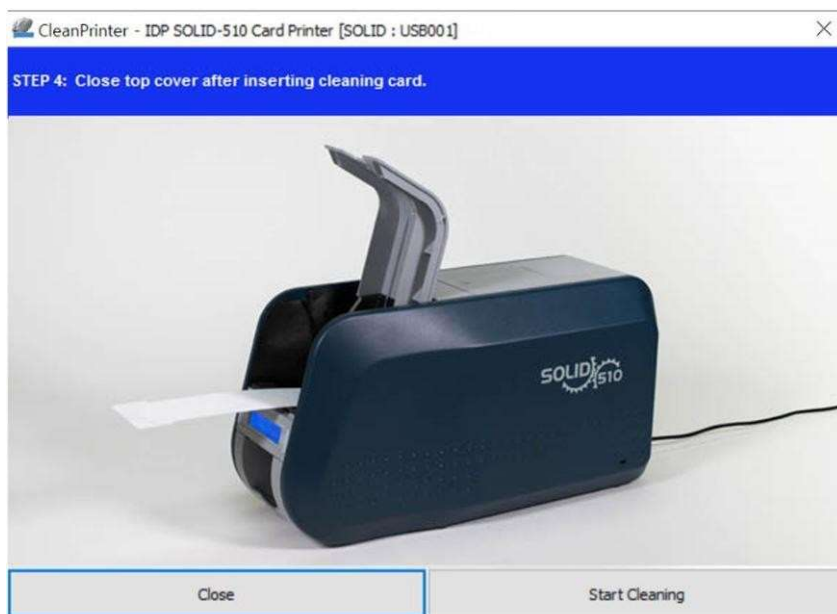 CleanPrinter - IDP SOLID-510 Card Printer [SOLID : USB001]
STEP 4: Close top cover after inserting cleaning card.
SOLID 510
Close
Start Cleaning